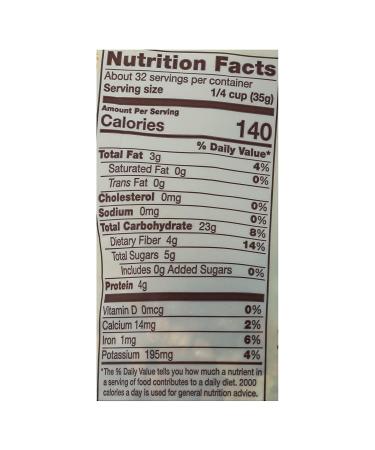 Nutrition Facts
About 32 servings per container
Serving size 1/4 cup (35g)
Amount Per Serving
Calories 140
% Daily Value*
Total Fat 3g 4%
Saturated Fat 0g 0%
Trans Fat 0g
Cholesterol 0mg 0%
Sodium 0mg 0%
Total Carbohydrate 23g 8%
Dietary Fiber 4g 14%
Total Sugars 5g
Includes 0g Added Sugars 0%
Protein 4g
Vitamin D 0mcg 0%
Calcium 14mg 2%
Iron 1mg 6%
Potassium 195mg 4%
*The % Daily Value tells you how much a nutrient in
a serving of food contributes to a daily diet. 2000
calories a day is used for general nutrition advice.